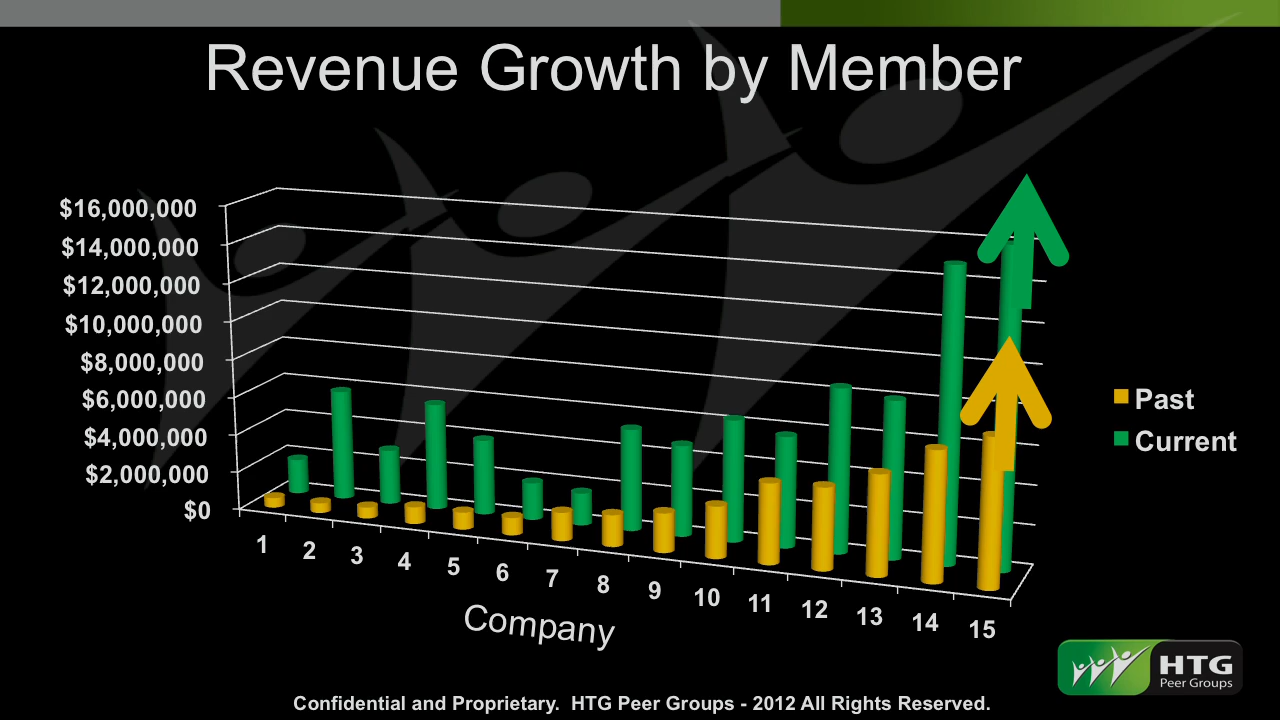 Revenue Growth by Member
$16,000,000
$14,000,000
$12,000,000
$10,000,000
$8,000,000
$6,000,000
$4,000,000
$2,000,000
$0
1 2 3 4 5 6 7 8 9 10 11 12 13 14 15
Company
Past
Current
HTG
Peer Groups
Confidential and Proprietary. HTG Peer Groups - 2012 All Rights Reserved.